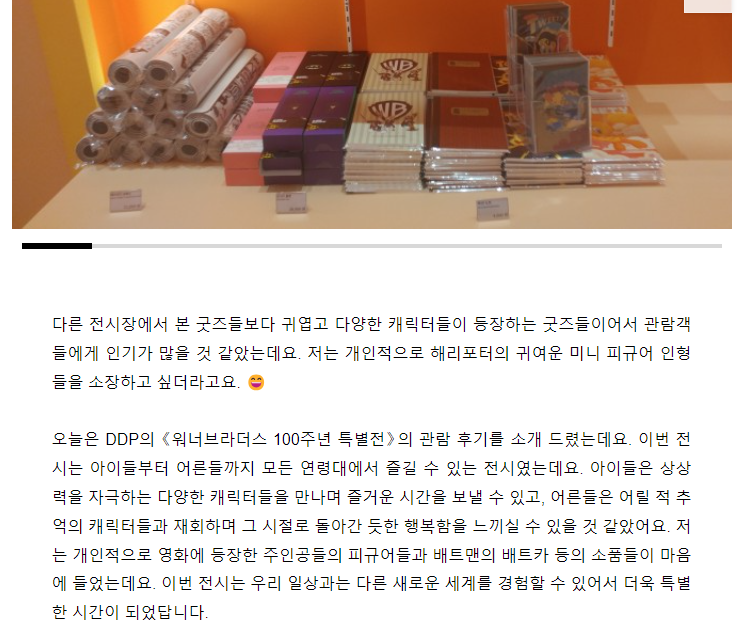 WB
WB
다른 전시장에서 본 굿즈들보다 귀엽고 다양한 캐릭터들이 등장하는 굿즈들이어서 관람객
들에게 인기가 많을 것 같았는데요. 저는 개인적으로 해리포터의 귀여운 미니 피규어 인형
들을 소장하고 싶더라고요. 😄
오늘은 DDP의 《워너브라더스 100주년 특별전》의 관람 후기를 소개 드렸는데요. 이번 전
시는 아이들부터 어른들까지 모든 연령대에서 즐길 수 있는 전시였는데요. 아이들은 상상
력을 자극하는 다양한 캐릭터들을 만나며 즐거운 시간을 보낼 수 있고, 어른들은 어릴 적 추
억의 캐릭터들과 재회하며 그 시절로 돌아간 듯한 행복함을 느끼실 수 있을 것 같았어요. 저
는 개인적으로 영화에 등장한 주인공들의 피규어들과 배트맨의 배트카 등의 소품들이 마음
에 들었는데요. 이번 전시는 우리 일상과는 다른 새로운 세계를 경험할 수 있어서 더욱 특별
한 시간이 되었답니다.